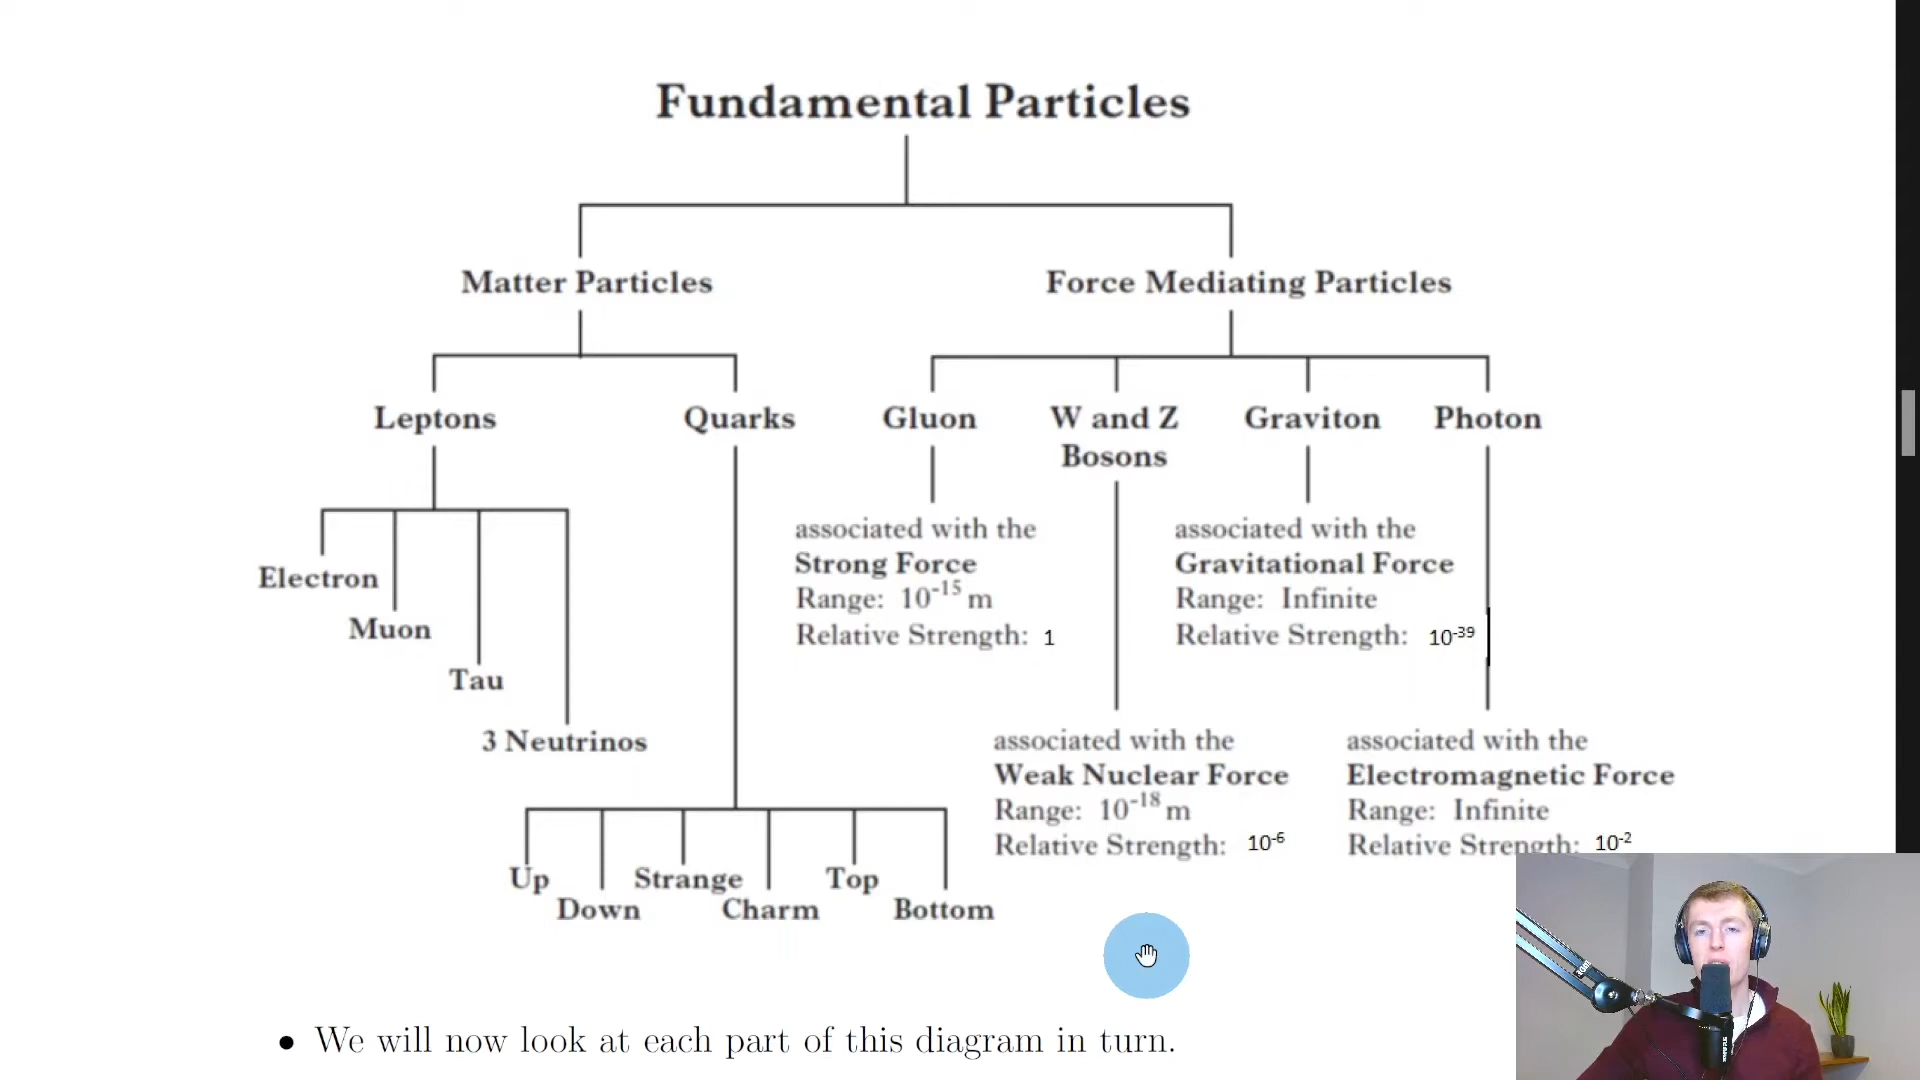 Fundamental Particles
Matter Particles
Force Mediating Particles
Leptons
Quarks
Gluon
W and Z
Bosons
Graviton
Photon
Electron
Muon
Tau
3 Neutrinos
Up
Down
Strange
Charm
Top
Bottom
associated with the
Strong Force
Range: 10⁻¹⁵ m
Relative Strength: 1
associated with the
Gravitational Force
Range: Infinite
Relative Strength: 10⁻³⁹
associated with the
Weak Nuclear Force
Range: 10⁻¹⁸ m
Relative Strength: 10⁻⁶
associated with the
Electromagnetic Force
Range: Infinite
Relative Strength: 10⁻²
• We will now look at each part of this diagram in turn.